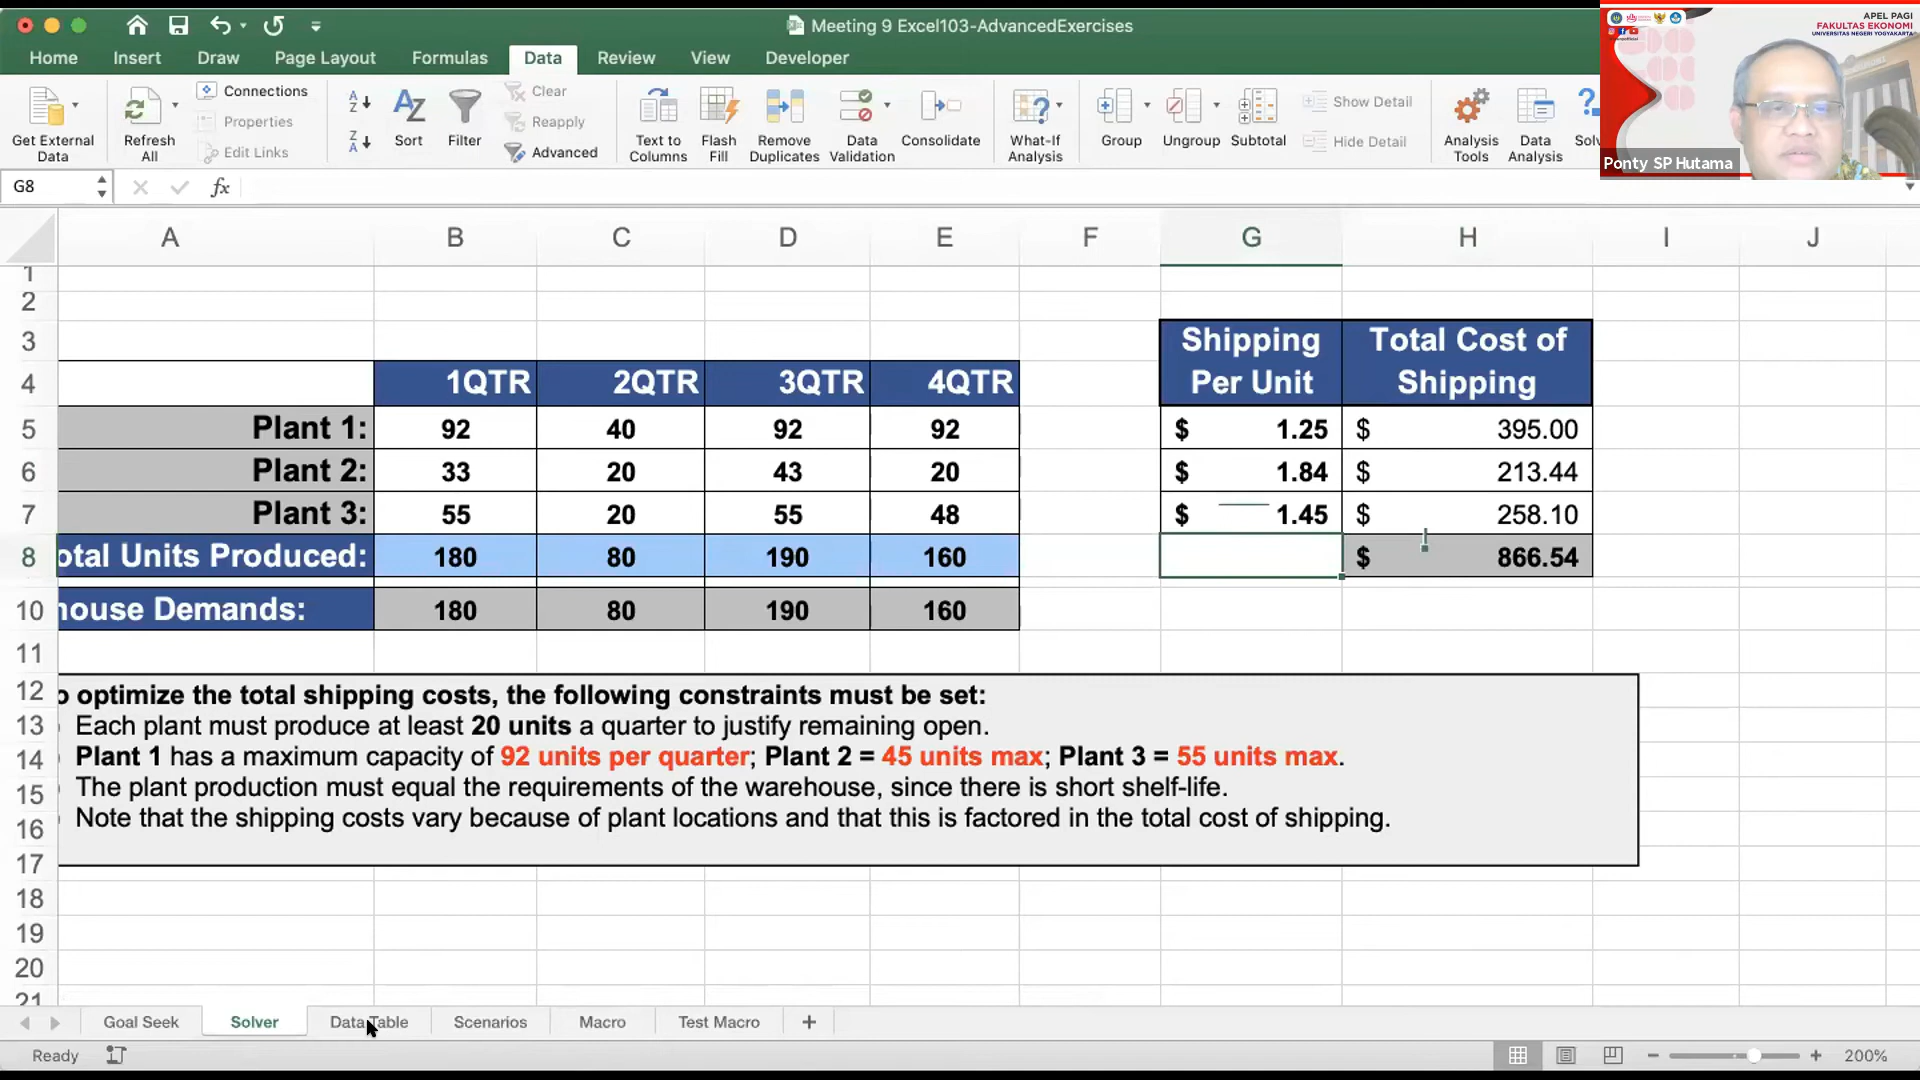 Meeting 9 Excel103-AdvancedExercises
Home Insert Draw Page Layout Formulas Data Review View Developer
Get External Data
Refresh All
Connections
Properties
Edit Links
Sort
Filter
Clear
Reapply
Advanced
Text to Columns
Flash Fill
Remove Duplicates
Data Validation
Consolidate
What-If Analysis
Group
Ungroup
Subtotal
Show Detail
Hide Detail
Analysis Tools
Data Analysis
APEL PAGI
FAKULTAS EKONOMI
UNIVERSITAS NEGERI YOGYAKARTA
Ponty SP Hutama
G8 fx
A B C D E F G H I J
1
2
3 Shipping Total Cost of
4 1QTR 2QTR 3QTR 4QTR Per Unit Shipping
5 Plant 1: 92 40 92 92 $ 1.25 $ 395.00
6 Plant 2: 33 20 43 20 $ 1.84 $ 213.44
7 Plant 3: 55 20 55 48 $ 1.45 $ 258.10
8 otal Units Produced: 180 80 190 160 $ 866.54
10 house Demands: 180 80 190 160
11
12 o optimize the total shipping costs, the following constraints must be set:
13 Each plant must produce at least 20 units a quarter to justify remaining open.
14 Plant 1 has a maximum capacity of 92 units per quarter; Plant 2 = 45 units max; Plant 3 = 55 units max.
15 The plant production must equal the requirements of the warehouse, since there is short shelf-life.
16 Note that the shipping costs vary because of plant locations and that this is factored in the total cost of shipping.
17
18
19
20
21
Goal Seek Solver Data Table Scenarios Macro Test Macro +
Ready 200%